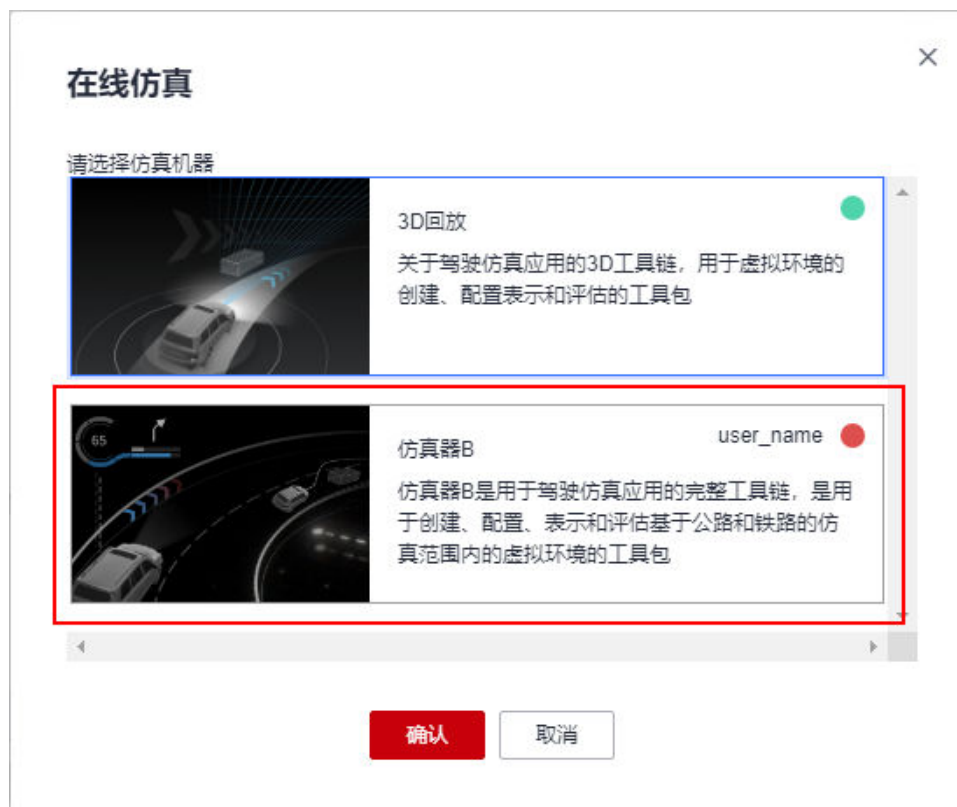 在线仿真
请选择仿真机器
3D回放
关于驾驶仿真应用的3D工具链，用于虚拟环境的
创建、配置表示和评估的工具包
65
仿真器B
user_name
仿真器B是用于驾驶仿真应用的完整工具链，是用
于创建、配置、表示和评估基于公路和铁路的仿
真范围内的虚拟环境的工具包
确认
取消